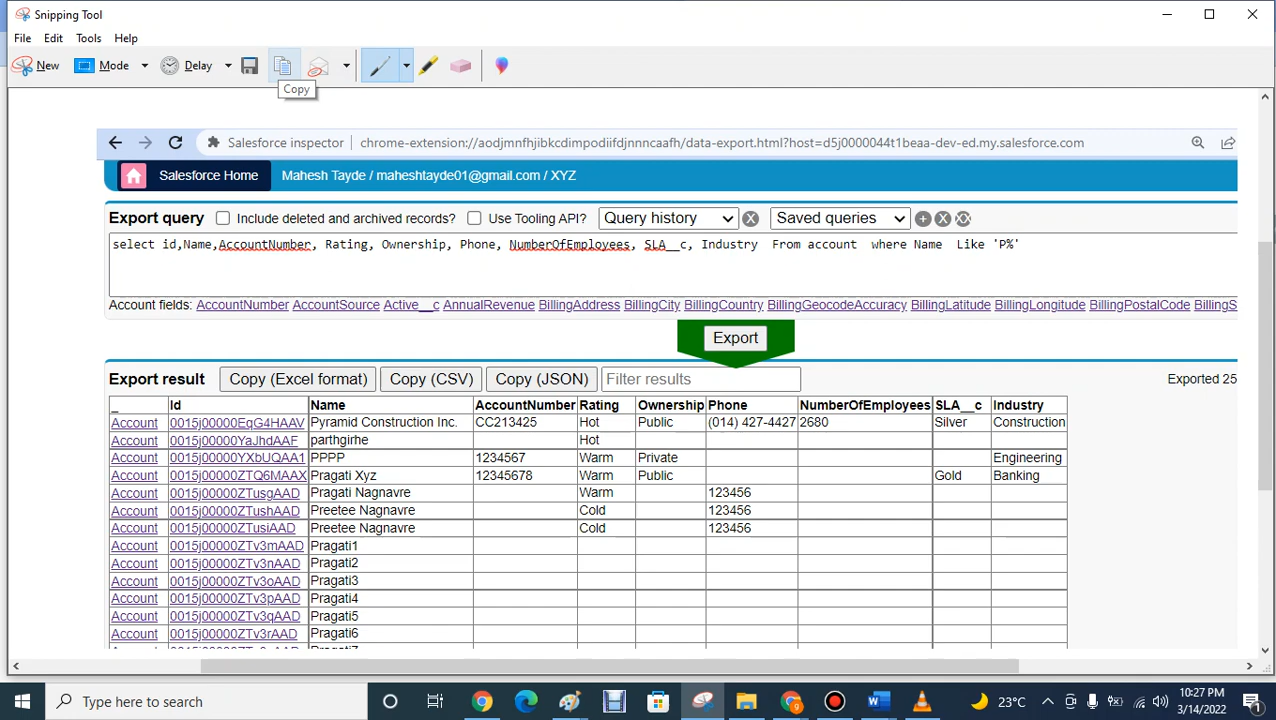 Snipping Tool
File Edit Tools Help
New Mode Delay
Copy
Salesforce inspector | chrome-extension://aodjmnfhjibkcdimpodiifdjnnncaafh/data-export.html?host=d5j0000044t1beaa-dev-ed.my.salesforce.com
Salesforce Home Mahesh Tayde / maheshtayde01@gmail.com / XYZ
Export query Include deleted and archived records? Use Tooling API? Query history X Saved queries + X XX
select id,Name,AccountNumber, Rating, Ownership, Phone, NumberOfEmployees, SLA__c, Industry From account where Name Like 'P%'
Account fields: AccountNumber AccountSource Active__c AnnualRevenue BillingAddress BillingCity BillingCountry BillingGeocodeAccuracy BillingLatitude BillingLongitude BillingPostalCode BillingS
Export
Export result Copy (Excel format) Copy (CSV) Copy (JSON) Filter results Exported 25
_ Id Name AccountNumber Rating Ownership Phone NumberOfEmployees SLA__c Industry
Account 0015j00000EqG4HAAV Pyramid Construction Inc. CC213425 Hot Public (014) 427-4427 2680 Silver Construction
Account 0015j00000YaJhdAAF parthgirhe Hot
Account 0015j00000YXbUQAA1 PPPP 1234567 Warm Private Engineering
Account 0015j00000ZTQ6MAAX Pragati Xyz 12345678 Warm Public Gold Banking
Account 0015j00000ZTusgAAD Pragati Nagnavre Warm 123456
Account 0015j00000ZTushAAD Preetee Nagnavre Cold 123456
Account 0015j00000ZTusiAAD Preetee Nagnavre Cold 123456
Account 0015j00000ZTv3mAAD Pragati1
Account 0015j00000ZTv3nAAD Pragati2
Account 0015j00000ZTv3oAAD Pragati3
Account 0015j00000ZTv3pAAD Pragati4
Account 0015j00000ZTv3qAAD Pragati5
Account 0015j00000ZTv3rAAD Pragati6
Type here to search 9 23°C 10:27 PM
3/14/2022 1